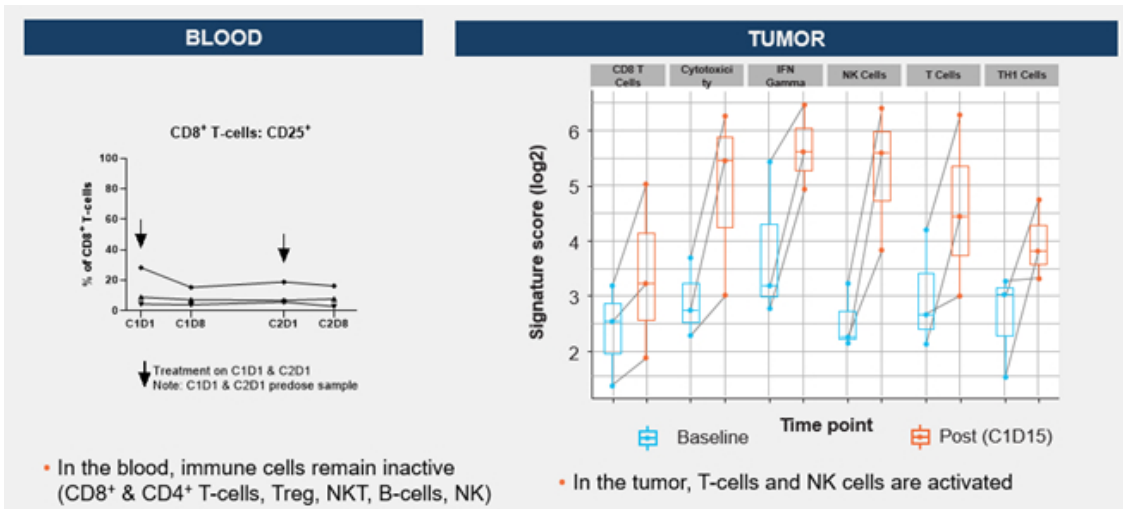 BLOOD
CD8⁺ T-cells: CD25⁺
% of CD8⁺ T-cells
100
80
60
40
20
0
C1D1
C1D8
C2D1
C2D8
Treatment on C1D1 & C2D1
Note: C1D1 & C2D1 predose sample
• In the blood, immune cells remain inactive
(CD8⁺ & CD4⁺ T-cells, Treg, NKT, B-cells, NK)
TUMOR
CD8 T
Cells
Cytotoxici
ty
IFN
Gamma
NK Cells
T Cells
TH1 Cells
Signature score (log2)
6
5
4
3
2
Time point
Baseline
Post (C1D15)
• In the tumor, T-cells and NK cells are activated